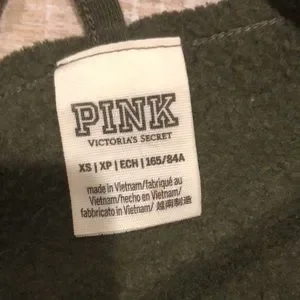 PINK
VICTORIA'S SECRET
XS | XP | ECH | 165/84A
made in Vietnam/fabriqué au
Vietnam/hecho en Vietnam/
fabbricato in Vietnam/越南制造